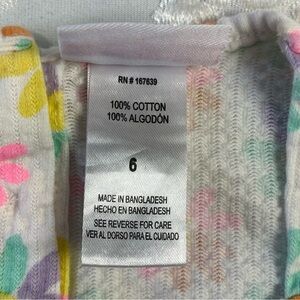 RN # 167639
100% COTTON
100% ALGODÓN
6
MADE IN BANGLADESH
HECHO EN BANGLADESH
SEE REVERSE FOR CARE
VER AL DORSO PARA EL CUIDADO